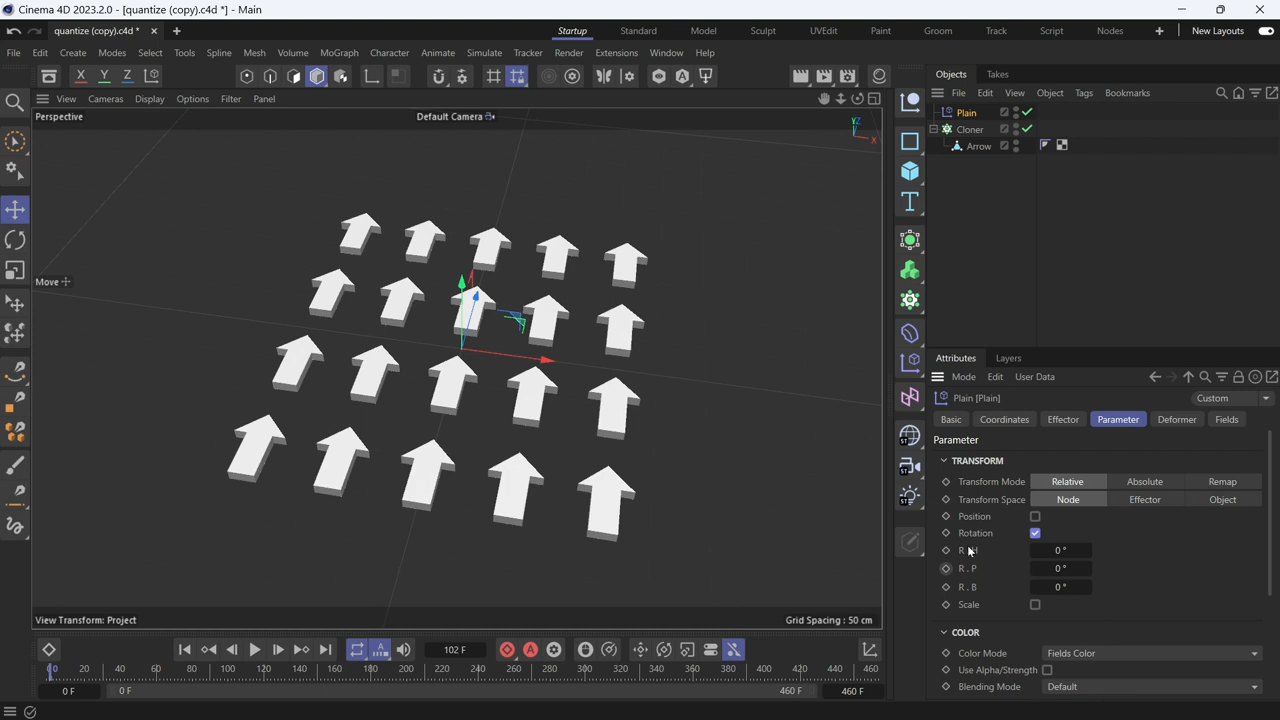 Cinema 4D 2023.2.0 - [quantize (copy).c4d *] - Main
quantize (copy).c4d *
Startup Standard Model Sculpt UVEdit Paint Groom Track Script Nodes New Layouts
File Edit Create Modes Select Tools Spline Mesh Volume MoGraph Character Animate Simulate Tracker Render Extensions Window Help
X Y Z
Objects Takes
View Cameras Display Options Filter Panel
File Edit View Object Tags Bookmarks
Perspective
Default Camera
Plain
Cloner
Arrow
Move
Attributes Layers
Mode Edit User Data
Plain [Plain]
Custom
Basic Coordinates Effector Parameter Deformer Fields
Parameter
TRANSFORM
Transform Mode Relative Absolute Remap
Transform Space Node Effector Object
Position
Rotation
R . H 0 °
R . P 0 °
R . B 0 °
Scale
COLOR
Color Mode Fields Color
Use Alpha/Strength
Blending Mode Default
View Transform: Project
Grid Spacing : 50 cm
102 F
0 20 40 60 80 100 120 140 160 180 200 220 240 260 280 300 320 340 360 380 400 420 440 460
0 F 0 F 460 F 460 F